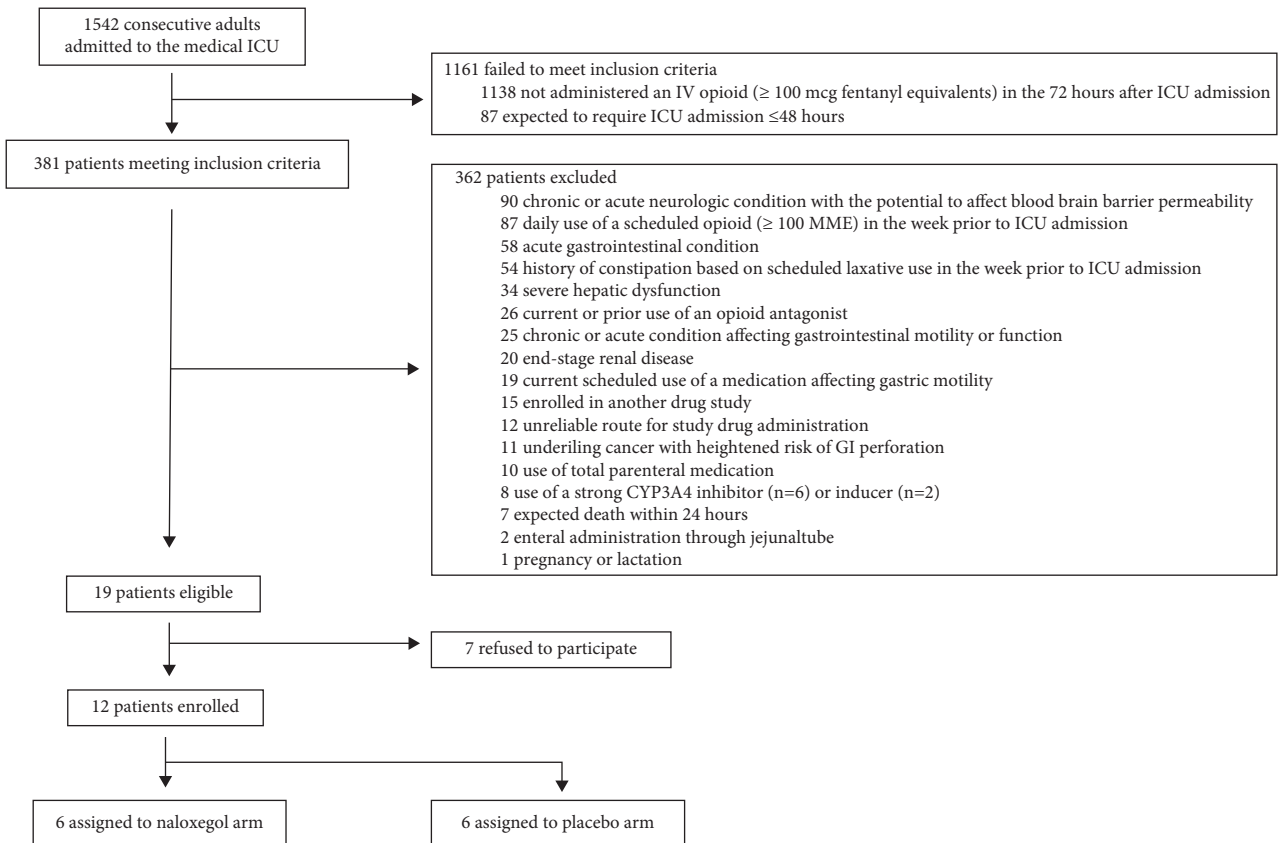 1542 consecutive adults
admitted to the medical ICU
1161 failed to meet inclusion criteria
1138 not administered an IV opioid (≥ 100 mcg fentanyl equivalents) in the 72 hours after ICU admission
87 expected to require ICU admission ≤48 hours
381 patients meeting inclusion criteria
362 patients excluded
90 chronic or acute neurologic condition with the potential to affect blood brain barrier permeability
87 daily use of a scheduled opioid (≥ 100 MME) in the week prior to ICU admission
58 acute gastrointestinal condition
54 history of constipation based on scheduled laxative use in the week prior to ICU admission
34 severe hepatic dysfunction
26 current or prior use of an opioid antagonist
25 chronic or acute condition affecting gastrointestinal motility or function
20 end-stage renal disease
19 current scheduled use of a medication affecting gastric motility
15 enrolled in another drug study
12 unreliable route for study drug administration
11 underiling cancer with heightened risk of GI perforation
10 use of total parenteral medication
8 use of a strong CYP3A4 inhibitor (n=6) or inducer (n=2)
7 expected death within 24 hours
2 enteral administration through jejunaltube
1 pregnancy or lactation
19 patients eligible
7 refused to participate
12 patients enrolled
6 assigned to naloxegol arm
6 assigned to placebo arm